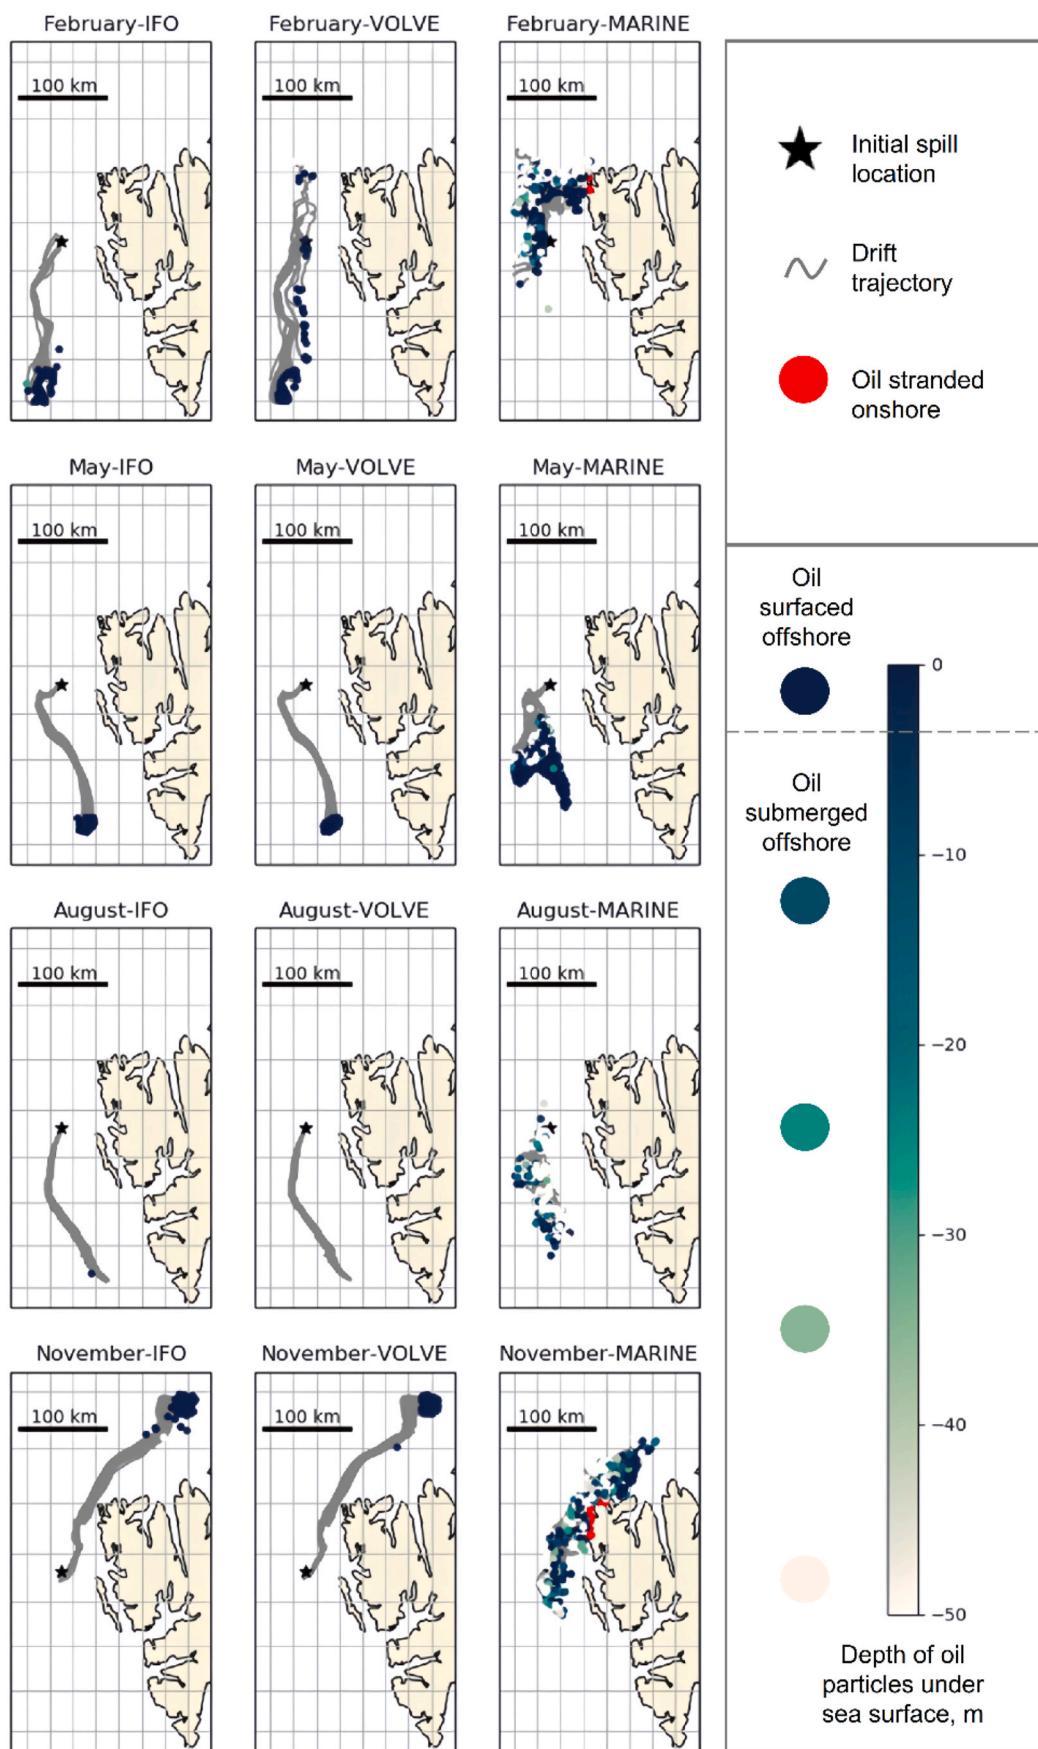 February-IFO
February-VOLVE
February-MARINE
100 km
100 km
100 km
Initial spill
location
Drift
trajectory
Oil stranded
onshore
May-IFO
May-VOLVE
May-MARINE
100 km
100 km
100 km
Oil
surfaced
offshore
0
Oil
submerged
offshore
−10
August-IFO
August-VOLVE
August-MARINE
100 km
100 km
100 km
−20
−30
November-IFO
November-VOLVE
November-MARINE
100 km
100 km
100 km
−40
−50
Depth of oil
particles under
sea surface, m